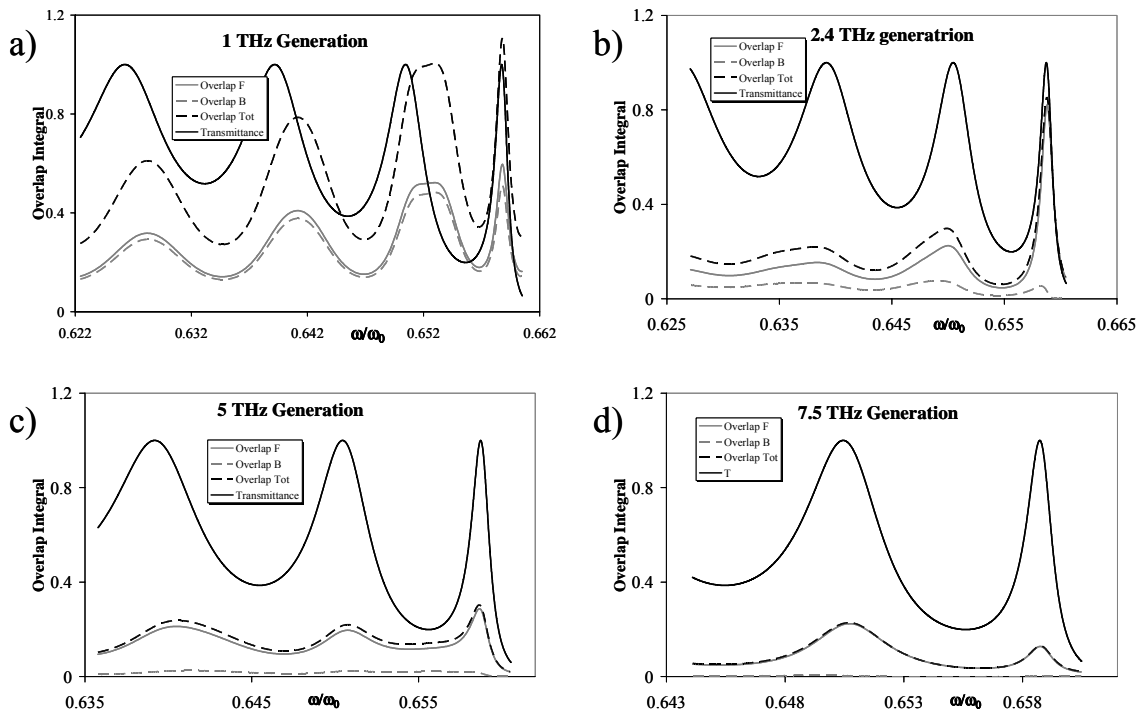 a)
1 THz Generation
Overlap Integral
1.2
0.8
0.4
0
Overlap F
Overlap B
Overlap Tot
Transmittance
0.622
0.632
0.642
0.652
0.662
ω/ω0
b)
2.4 THz generatrion
Overlap Integral
1.2
0.8
0.4
0
Overlap F
Overlap B
Overlap Tot
Transmittance
0.625
0.635
0.645
0.655
0.665
ω/ω0
c)
5 THz Generation
Overlap Integral
1.2
0.8
0.4
0
Overlap F
Overlap B
Overlap Tot
Transmittance
0.635
0.645
0.655
ω/ω0
d)
7.5 THz Generation
Overlap Integral
1.2
0.8
0.4
0
Overlap F
Overlap B
Overlap Tot
T
0.643
0.648
0.653
0.658
ω/ω0